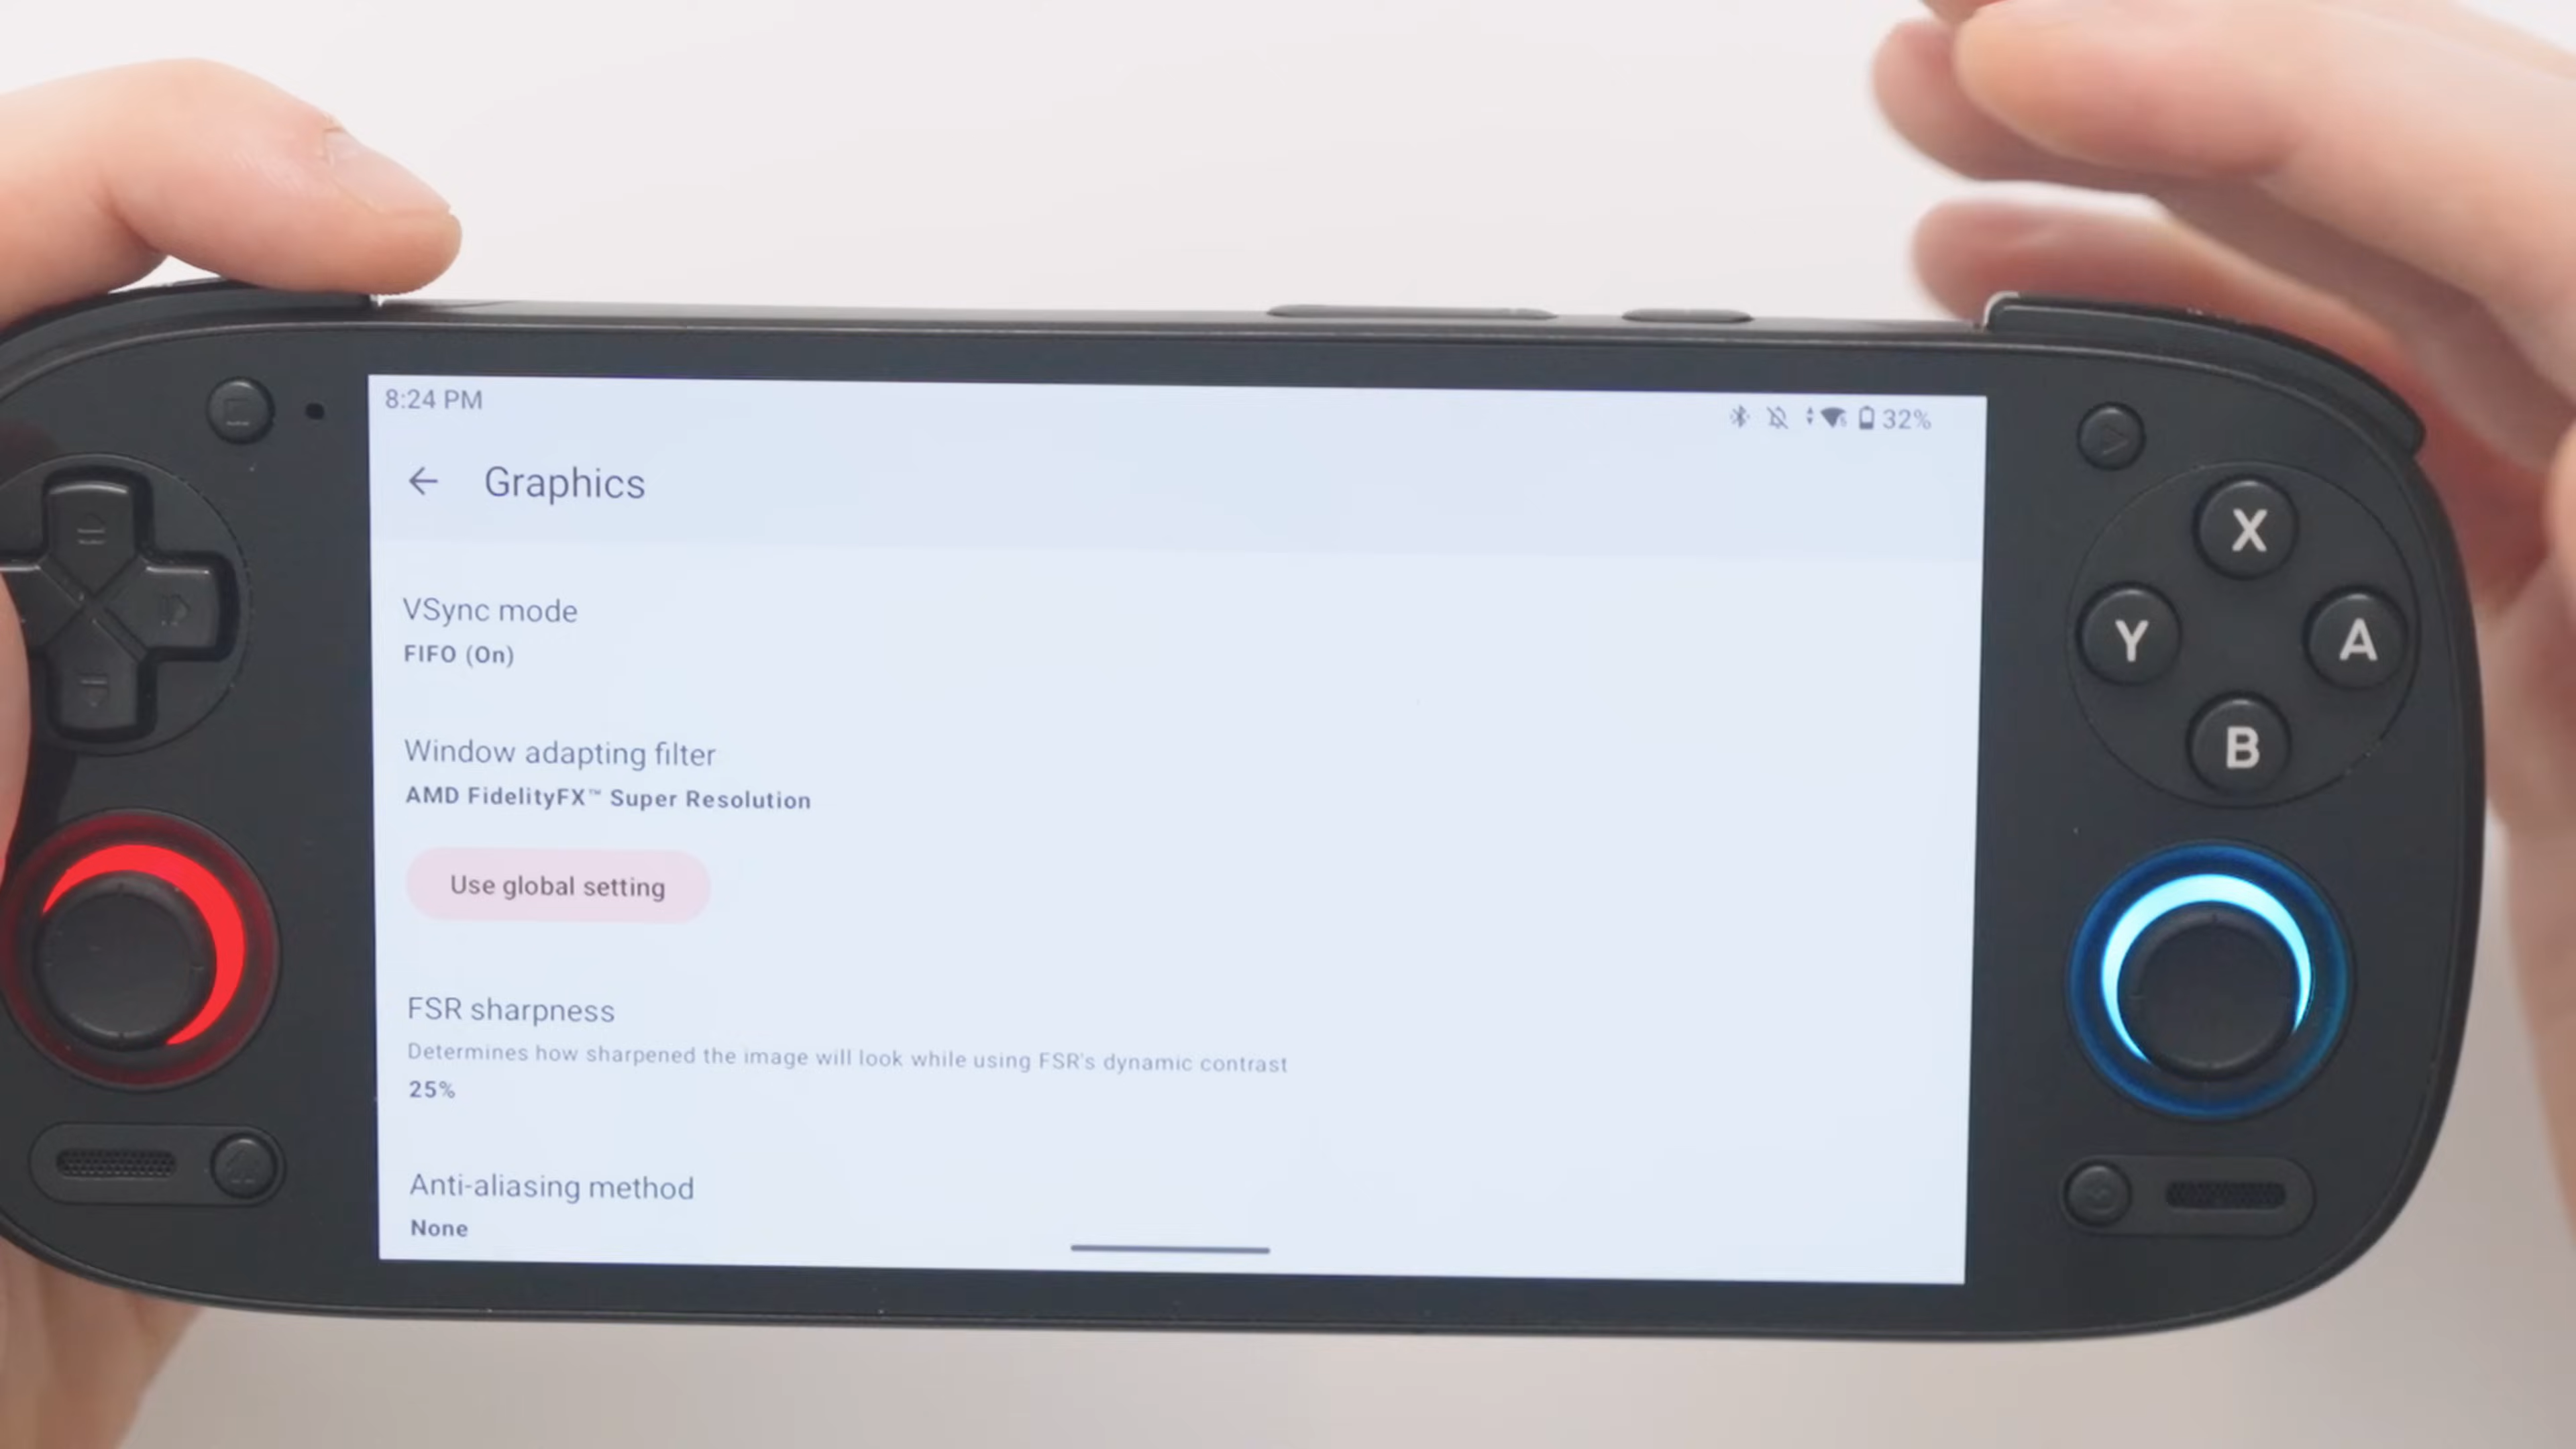 8:24 PM
32%
Graphics
VSync mode
FIFO (On)
Window adapting filter
AMD FidelityFX™ Super Resolution
Use global setting
FSR sharpness
Determines how sharpened the image will look while using FSR's dynamic contrast
25%
Anti-aliasing method
None
X
Y
A
B